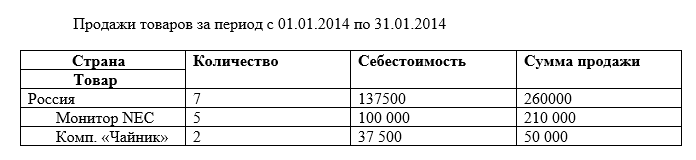 Продажи товаров за период с 01.01.2014 по 31.01.2014
Страна Количество Себестоимость Сумма продажи
Товар
Россия 7 137500 260000
Монитор NEC 5 100 000 210 000
Комп. «Чайник» 2 37 500 50 000